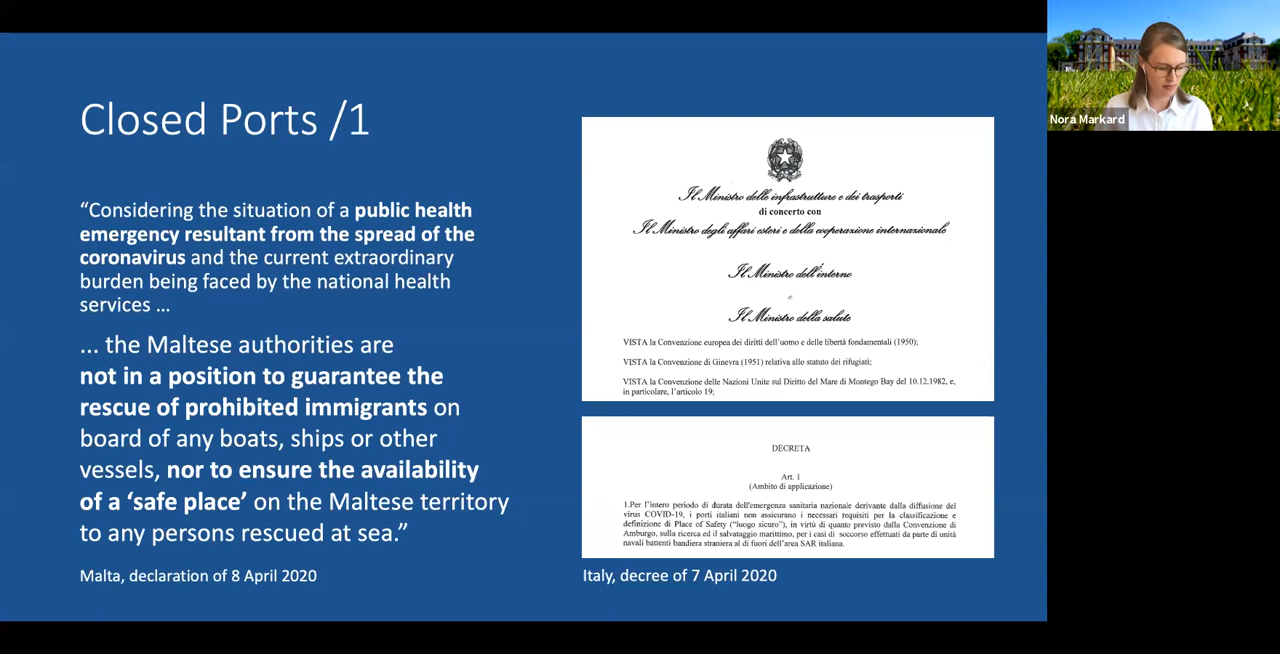 Closed Ports /1
“Considering the situation of a public health
emergency resultant from the spread of the
coronavirus and the current extraordinary
burden being faced by the national health
services …
... the Maltese authorities are
not in a position to guarantee the
rescue of prohibited immigrants on
board of any boats, ships or other
vessels, nor to ensure the availability
of a ‘safe place’ on the Maltese territory
to any persons rescued at sea.”
Malta, declaration of 8 April 2020
Il Ministro delle infrastrutture e dei trasporti
di concerto con
Il Ministro degli affari esteri e della cooperazione internazionale
Il Ministro dell'interno
e
Il Ministro della salute
VISTA la Convenzione europea dei diritti dell'uomo e delle libertà fondamentali (1950);
VISTA la Convenzione di Ginevra (1951) relativa allo statuto dei rifugiati;
VISTA la Convenzione delle Nazioni Unite sul Diritto del Mare di Montego Bay del 10.12.1982, e,
in particolare, l'articolo 19;
DECRETA
Art. 1
(Ambito di applicazione)
1.Per l'intero periodo di durata dell'emergenza sanitaria nazionale derivante dalla diffusione del
virus COVID-19, i porti italiani non assicurano i necessari requisiti per la classificazione e
definizione di Place of Safety (“luogo sicuro”), in virtù di quanto previsto dalla Convenzione di
Amburgo, sulla ricerca ed il salvataggio marittimo, per i casi di soccorso effettuati da parte di unità
navali battenti bandiera straniera al di fuori dell'area SAR italiana.
Italy, decree of 7 April 2020
Nora Markard